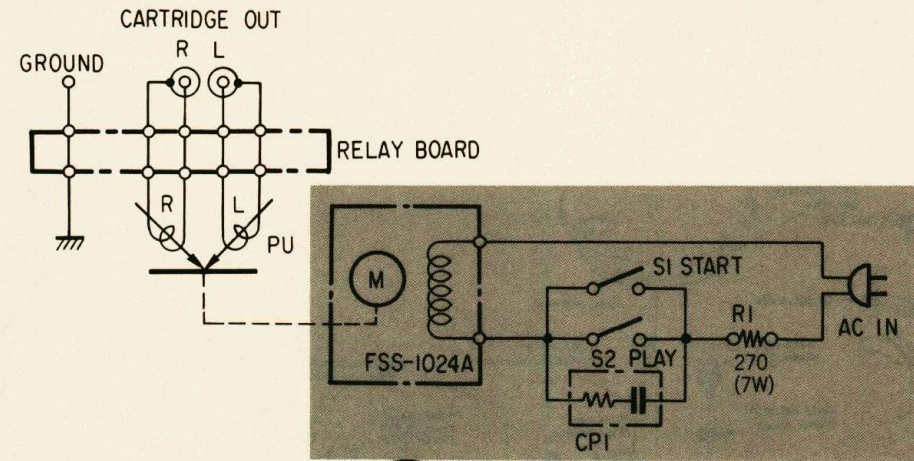 CARTRIDGE OUT
R L
GROUND
RELAY BOARD
R L
PU
M
S1 START
R1
AC IN
FSS-1024A
S2 PLAY
270
(7W)
CP1